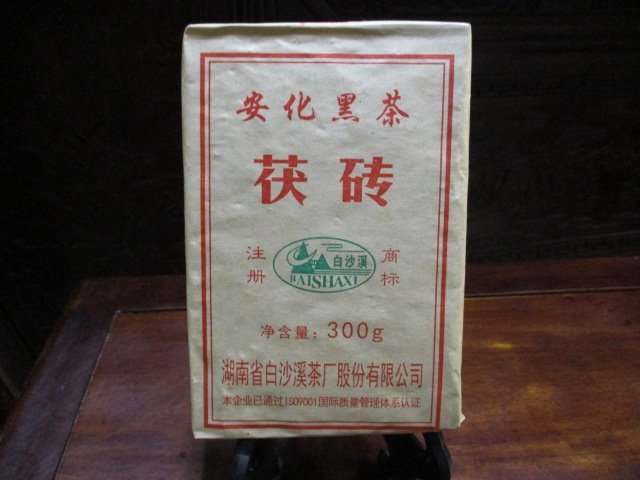 安化黑茶
茯砖
注册
商标
白沙溪
BAISHAXI
净含量：300g
湖南省白沙溪茶厂股份有限公司
本企业已通过ISO9001国际质量管理体系认证